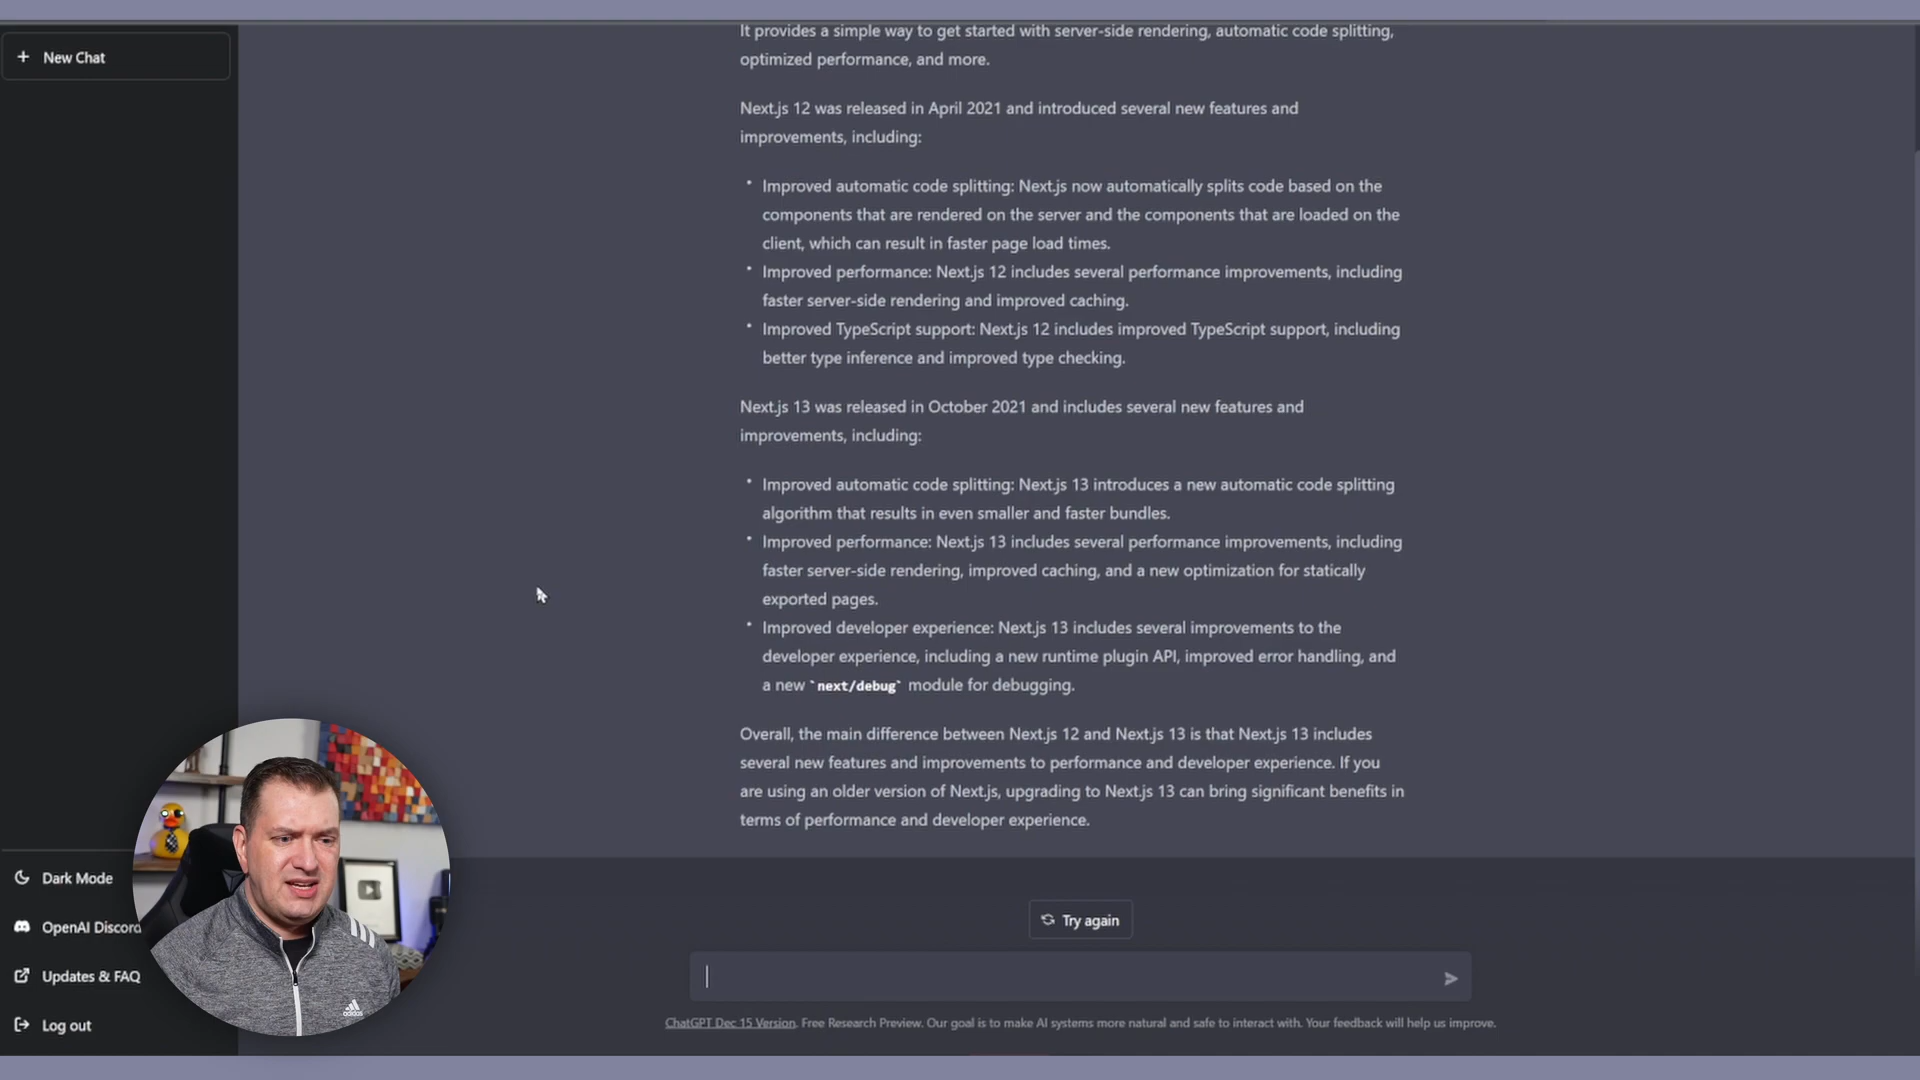 New Chat
It provides a simple way to get started with server-side rendering, automatic code splitting,
optimized performance, and more.
Next.js 12 was released in April 2021 and introduced several new features and
improvements, including:
• Improved automatic code splitting: Next.js now automatically splits code based on the
components that are rendered on the server and the components that are loaded on the
client, which can result in faster page load times.
• Improved performance: Next.js 12 includes several performance improvements, including
faster server-side rendering and improved caching.
• Improved TypeScript support: Next.js 12 includes improved TypeScript support, including
better type inference and improved type checking.
Next.js 13 was released in October 2021 and includes several new features and
improvements, including:
• Improved automatic code splitting: Next.js 13 introduces a new automatic code splitting
algorithm that results in even smaller and faster bundles.
• Improved performance: Next.js 13 includes several performance improvements, including
faster server-side rendering, improved caching, and a new optimization for statically
exported pages.
• Improved developer experience: Next.js 13 includes several improvements to the
developer experience, including a new runtime plugin API, improved error handling, and
a new `next/debug` module for debugging.
Overall, the main difference between Next.js 12 and Next.js 13 is that Next.js 13 includes
several new features and improvements to performance and developer experience. If you
are using an older version of Next.js, upgrading to Next.js 13 can bring significant benefits in
terms of performance and developer experience.
Dark Mode
OpenAI Discord
Updates & FAQ
Log out
adidas
Try again
ChatGPT Dec 15 Version. Free Research Preview. Our goal is to make AI systems more natural and safe to interact with. Your feedback will help us improve.